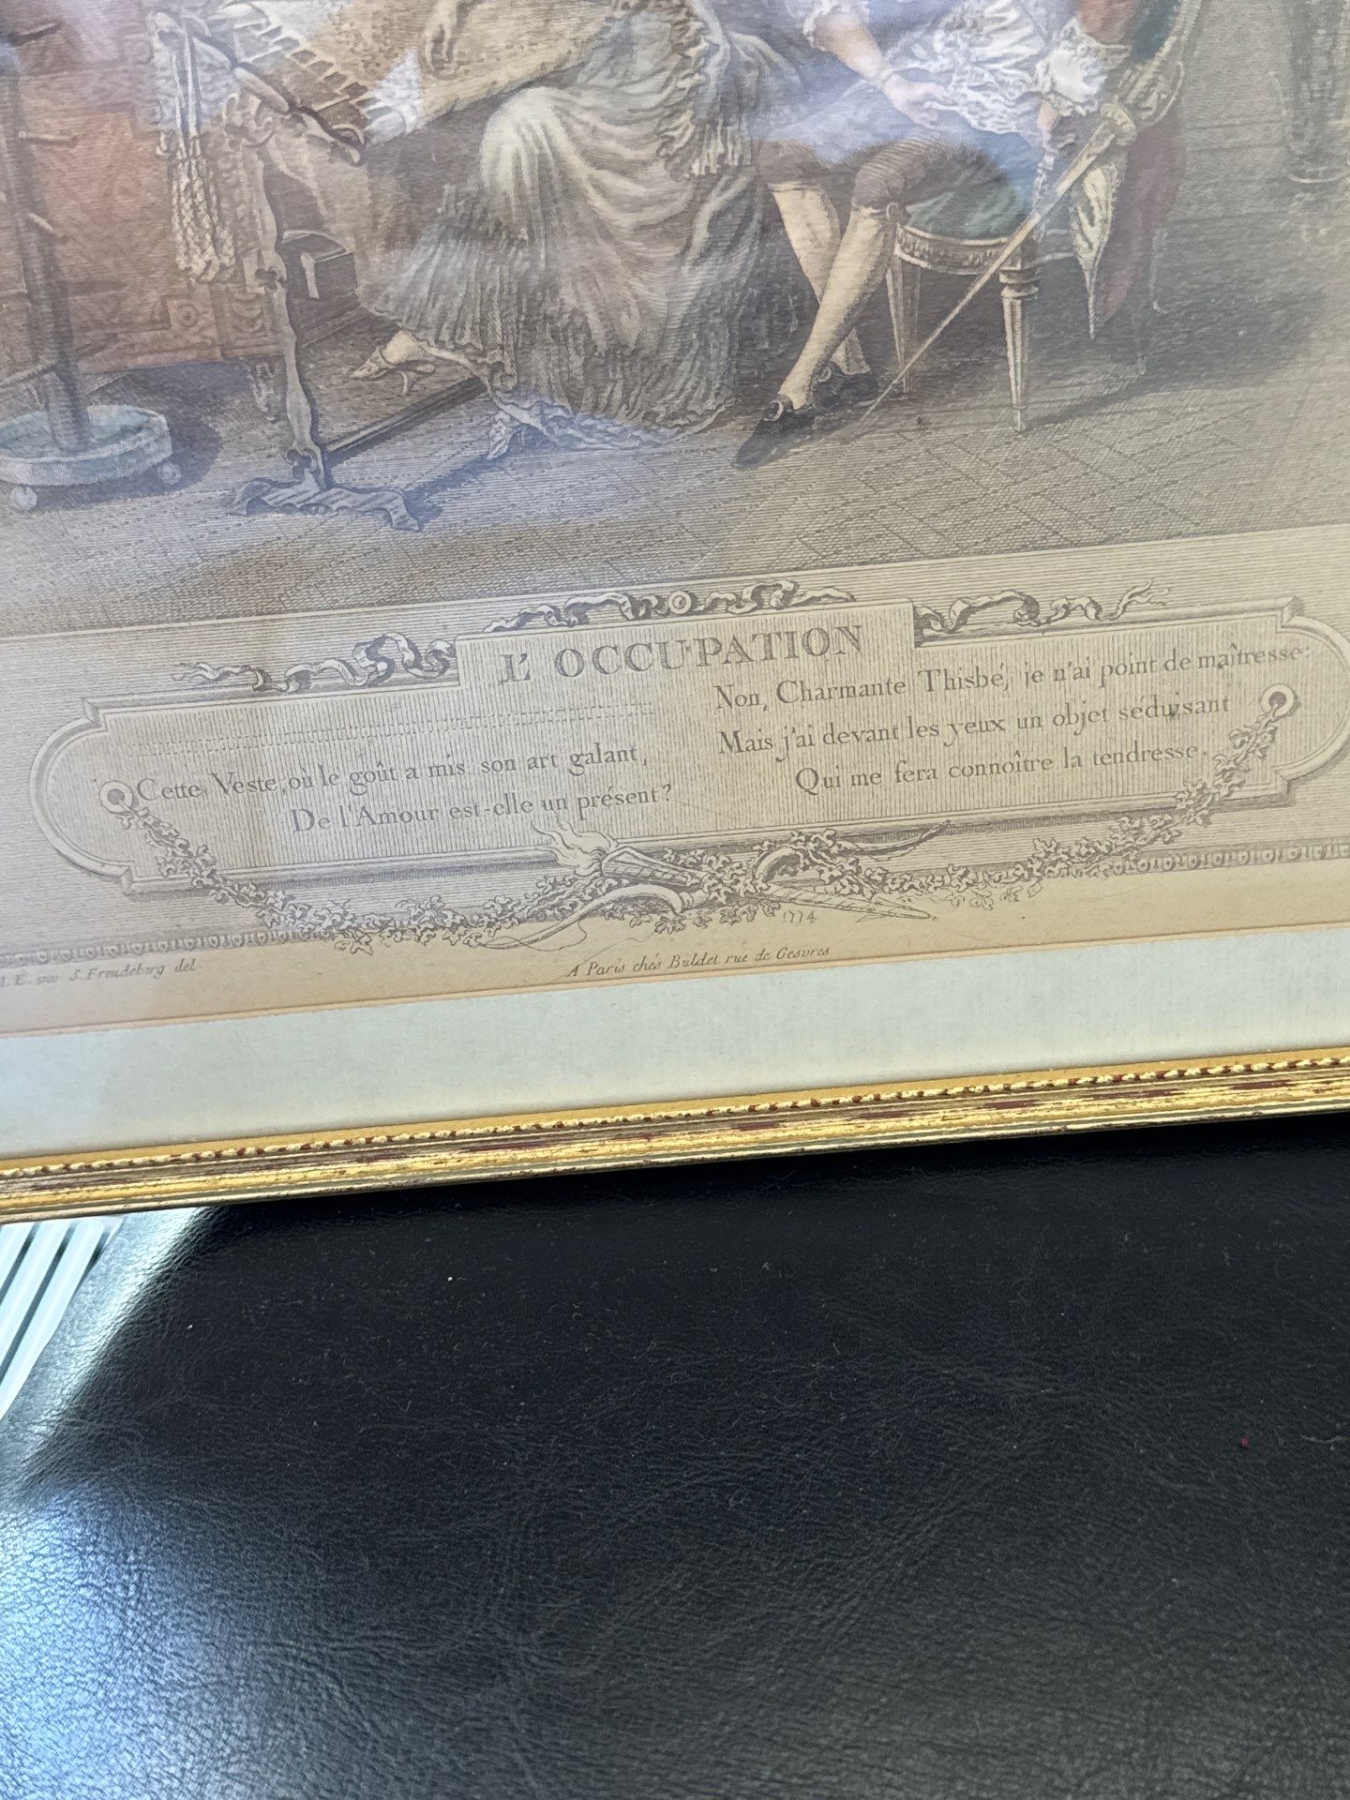 L'OCCUPATION
Cette Veste, où le goût a mis son art galant,
De l'Amour est-elle un présent?
Non, Charmante Thisbé, je n'ai point de maîtresse:
Mais j'ai devant les yeux un objet séduisant
Qui me fera connoître la tendresse.
1774
S. Freudeberg del
A Paris chés Buldet rue de Gesvres